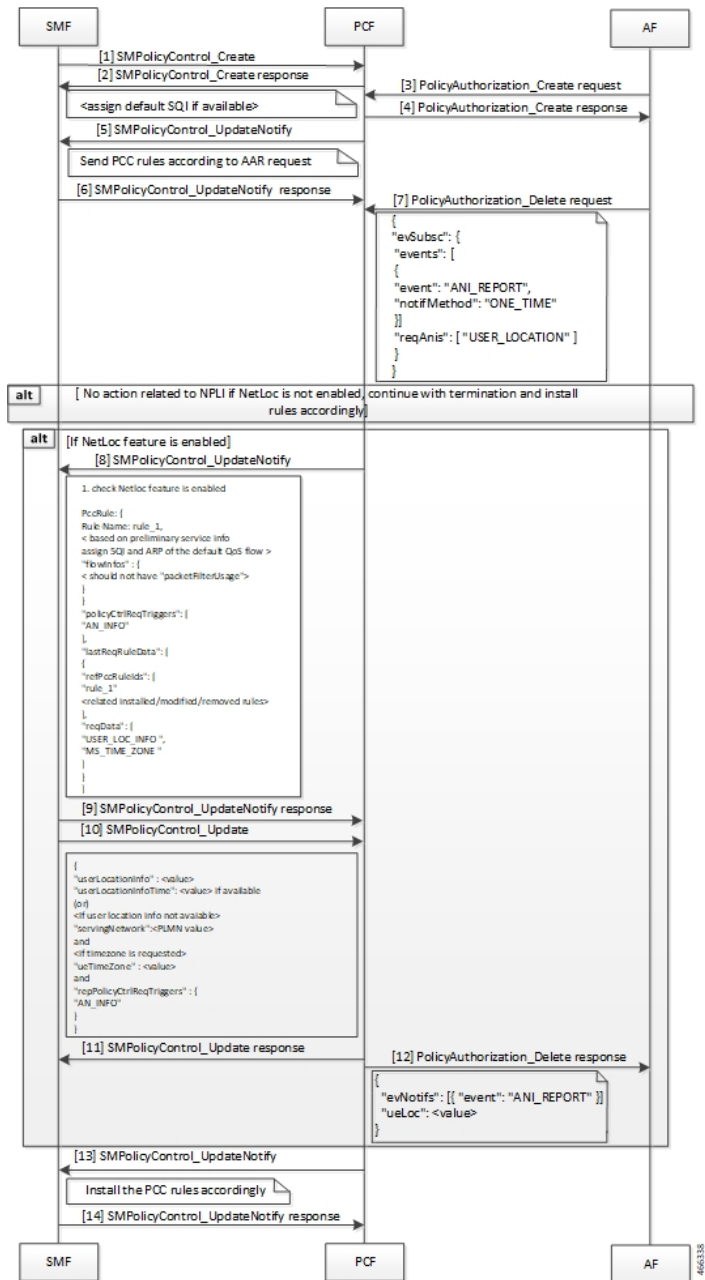 SMF
PCF
AF
[1] SMPolicyControl_Create
[2] SMPolicyControl_Create response
[3] PolicyAuthorization_Create request
<assign default SQI if available>
[4] PolicyAuthorization_Create response
[5] SMPolicyControl_UpdateNotify
Send PCC rules according to AAR request
[6] SMPolicyControl_UpdateNotify response
[7] PolicyAuthorization_Delete request
{
"evSubsc": {
"events": [
{
"event": "ANI_REPORT",
"notifMethod": "ONE_TIME"
}]
"reqAnis": [ "USER_LOCATION" ]
}
}
alt
[ No action related to NPLI if NetLoc is not enabled, continue with termination and install
rules accordingly]
alt
[If NetLoc feature is enabled]
[8] SMPolicyControl_UpdateNotify
1. check Netloc feature is enabled
PccRule: {
Rule Name: rule_1,
< based on preliminary service info
assign SQI and ARP of the default QoS flow >
"flowInfos" : {
< should not have "packetFilterUsage">
}
}
"policyCtrlReqTriggers": [
"AN_INFO"
],
"lastReqRuleData": [
{
"refPccRuleIds": [
"rule_1"
<related installed/modified/removed rules>
],
"reqData": [
"USER_LOC_INFO ",
"MS_TIME_ZONE "
]
}
]
[9] SMPolicyControl_UpdateNotify response
[10] SMPolicyControl_Update
{
"userLocationInfo" : <value>
"userLocationInfoTime": <value> if available
(or)
<if user location info not avaiable>
"servingNetwork":<PLMN value>
and
<if timezone is requested>
"ueTimeZone" : <value>
and
"repPolicyCtrlReqTriggers" : {
"AN_INFO"
}
}
[11] SMPolicyControl_Update response
[12] PolicyAuthorization_Delete response
{
"evNotifs": [{ "event": "ANI_REPORT" }]
"ueLoc": <value>
}
[13] SMPolicyControl_UpdateNotify
Install the PCC rules accordingly
[14] SMPolicyControl_UpdateNotify response
SMF
PCF
AF
466338